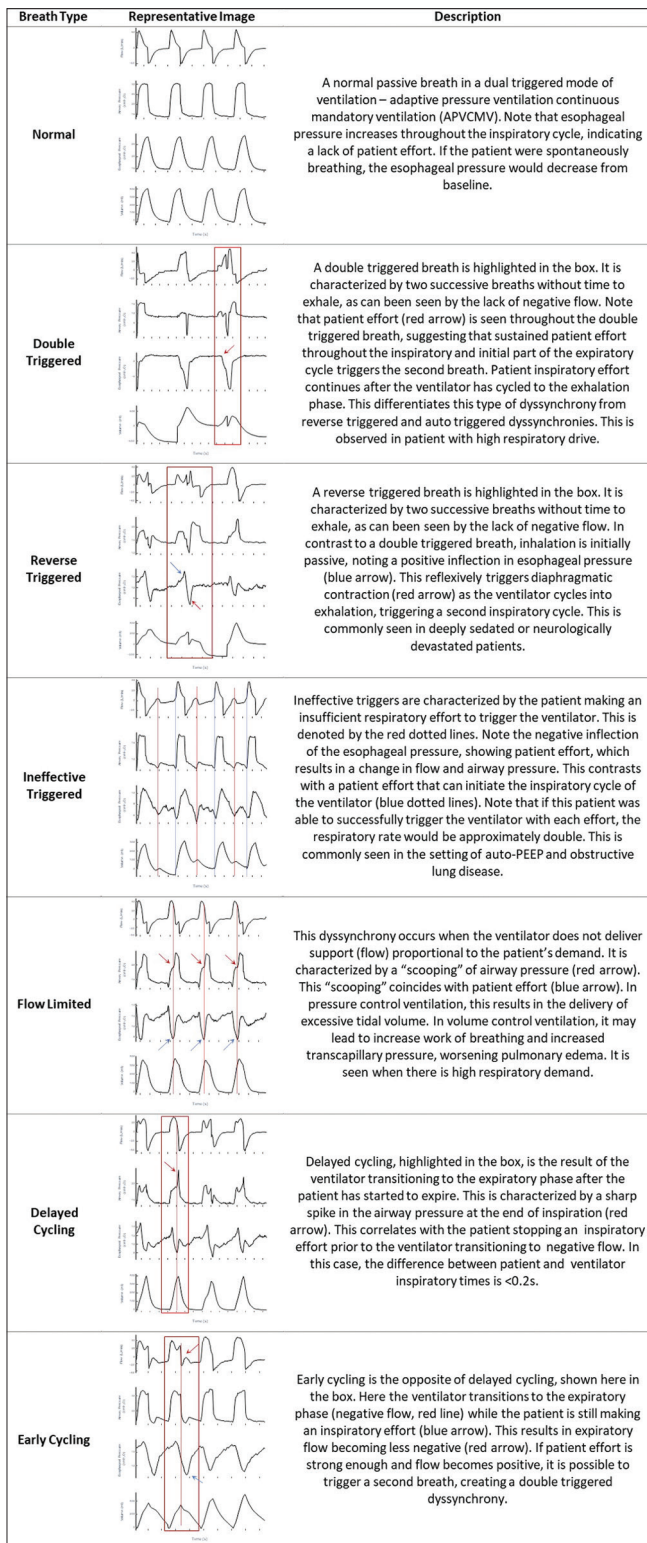 Breath Type Representative Image Description
Normal
A normal passive breath in a dual triggered mode of
ventilation – adaptive pressure ventilation continuous
mandatory ventilation (APVCMV). Note that esophageal
pressure increases throughout the inspiratory cycle, indicating
a lack of patient effort. If the patient were spontaneously
breathing, the esophageal pressure would decrease from
baseline.
Time (s)
Double
Triggered
A double triggered breath is highlighted in the box. It is
characterized by two successive breaths without time to
exhale, as can been seen by the lack of negative flow. Note
that patient effort (red arrow) is seen throughout the double
triggered breath, suggesting that sustained patient effort
throughout the inspiratory and initial part of the expiratory
cycle triggers the second breath. Patient inspiratory effort
continues after the ventilator has cycled to the exhalation
phase. This differentiates this type of dyssynchrony from
reverse triggered and auto triggered dyssynchronies. This is
observed in patient with high respiratory drive.
Time (s)
Reverse
Triggered
A reverse triggered breath is highlighted in the box. It is
characterized by two successive breaths without time to
exhale, as can been seen by the lack of negative flow. In
contrast to a double triggered breath, inhalation is initially
passive, noting a positive inflection in esophageal pressure
(blue arrow). This reflexively triggers diaphragmatic
contraction (red arrow) as the ventilator cycles into
exhalation, triggering a second inspiratory cycle. This is
commonly seen in deeply sedated or neurologically
devastated patients.
Time (s)
Ineffective
Triggered
Ineffective triggers are characterized by the patient making an
insufficient respiratory effort to trigger the ventilator. This is
denoted by the red dotted lines. Note the negative inflection
of the esophageal pressure, showing patient effort, which
results in a change in flow and airway pressure. This contrasts
with a patient effort that can initiate the inspiratory cycle of
the ventilator (blue dotted lines). Note that if this patient was
able to successfully trigger the ventilator with each effort, the
respiratory rate would be approximately double. This is
commonly seen in the setting of auto-PEEP and obstructive
lung disease.
Time (s)
Flow Limited
This dyssynchrony occurs when the ventilator does not deliver
support (flow) proportional to the patient's demand. It is
characterized by a “scooping” of airway pressure (red arrow).
This “scooping” coincides with patient effort (blue arrow). In
pressure control ventilation, this results in the delivery of
excessive tidal volume. In volume control ventilation, it may
lead to increase work of breathing and increased
transcapillary pressure, worsening pulmonary edema. It is
seen when there is high respiratory demand.
Time (s)
Delayed
Cycling
Delayed cycling, highlighted in the box, is the result of the
ventilator transitioning to the expiratory phase after the
patient has started to expire. This is characterized by a sharp
spike in the airway pressure at the end of inspiration (red
arrow). This correlates with the patient stopping an inspiratory
effort prior to the ventilator transitioning to negative flow. In
this case, the difference between patient and ventilator
inspiratory times is <0.2s.
Time (s)
Early Cycling
Early cycling is the opposite of delayed cycling, shown here in
the box. Here the ventilator transitions to the expiratory
phase (negative flow, red line) while the patient is still making
an inspiratory effort (blue arrow). This results in expiratory
flow becoming less negative (red arrow). If patient effort is
strong enough and flow becomes positive, it is possible to
trigger a second breath, creating a double triggered
dyssynchrony.
Time (s)